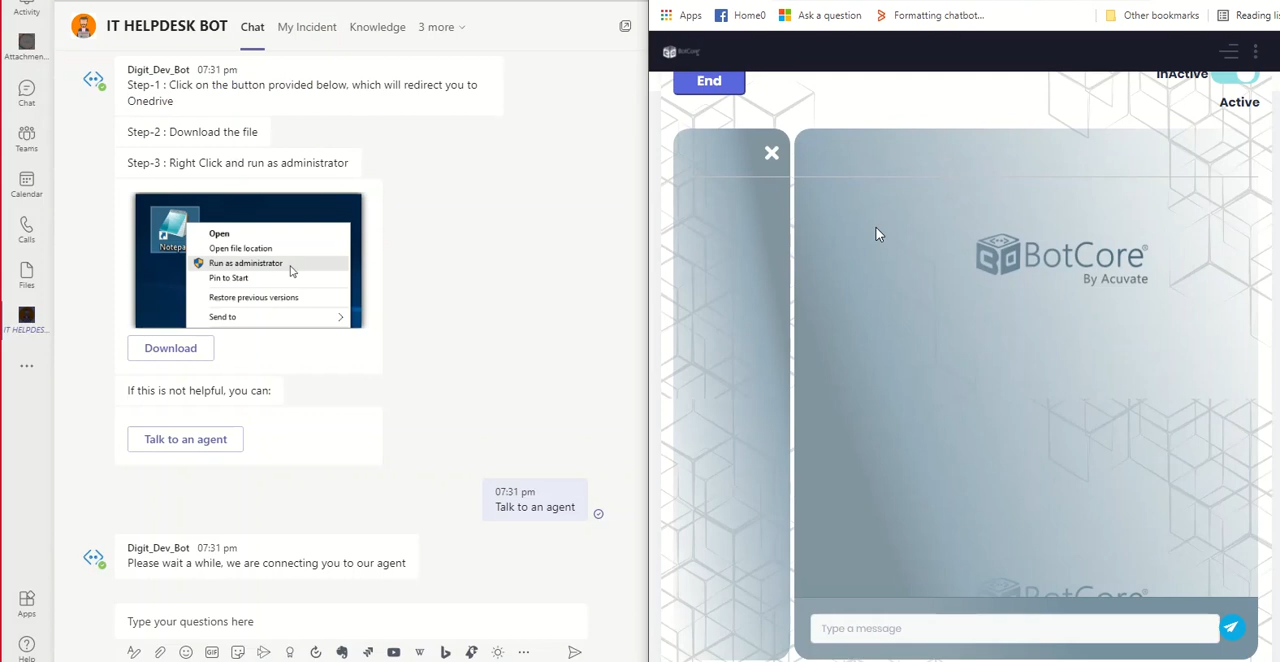 Activity
Attachmen...
Chat
Teams
Calendar
Calls
Files
IT HELPDES...
Apps
Help
IT HELPDESK BOT
Chat
My Incident
Knowledge
3 more
Digit_Dev_Bot 07:31 pm
Step-1 : Click on the button provided below, which will redirect you to
Onedrive
Step-2 : Download the file
Step-3 : Right Click and run as administrator
Notepa
Open
Open file location
Run as administrator
Pin to Start
Restore previous versions
Send to
Download
If this is not helpful, you can:
Talk to an agent
07:31 pm
Talk to an agent
Digit_Dev_Bot 07:31 pm
Please wait a while, we are connecting you to our agent
Type your questions here
GIF
Apps
Home0
Ask a question
Formatting chatbot...
Other bookmarks
Reading lis
BotCore
End
InActive
Active
BotCore
By Acuvate
BotCore
Type a message